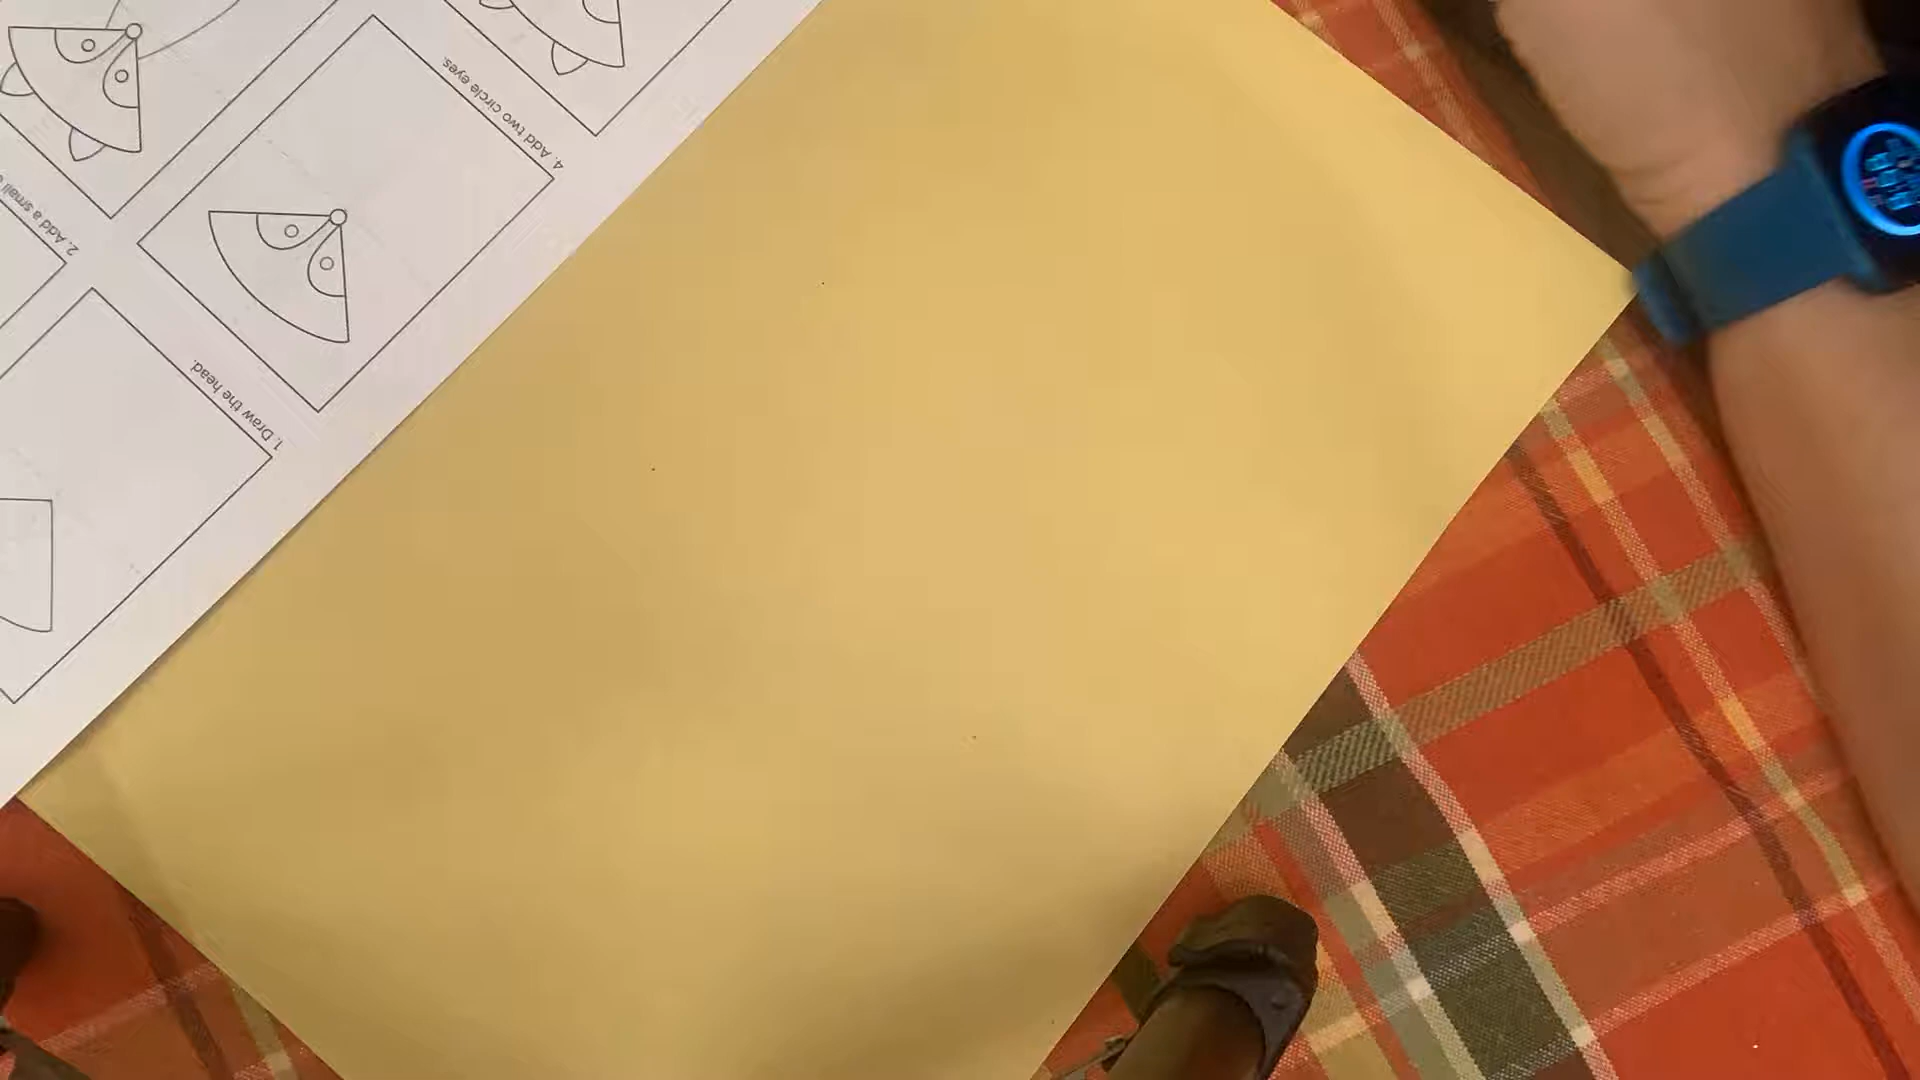 1. Draw the head.
2. Add a small
4. Add two circle eyes.